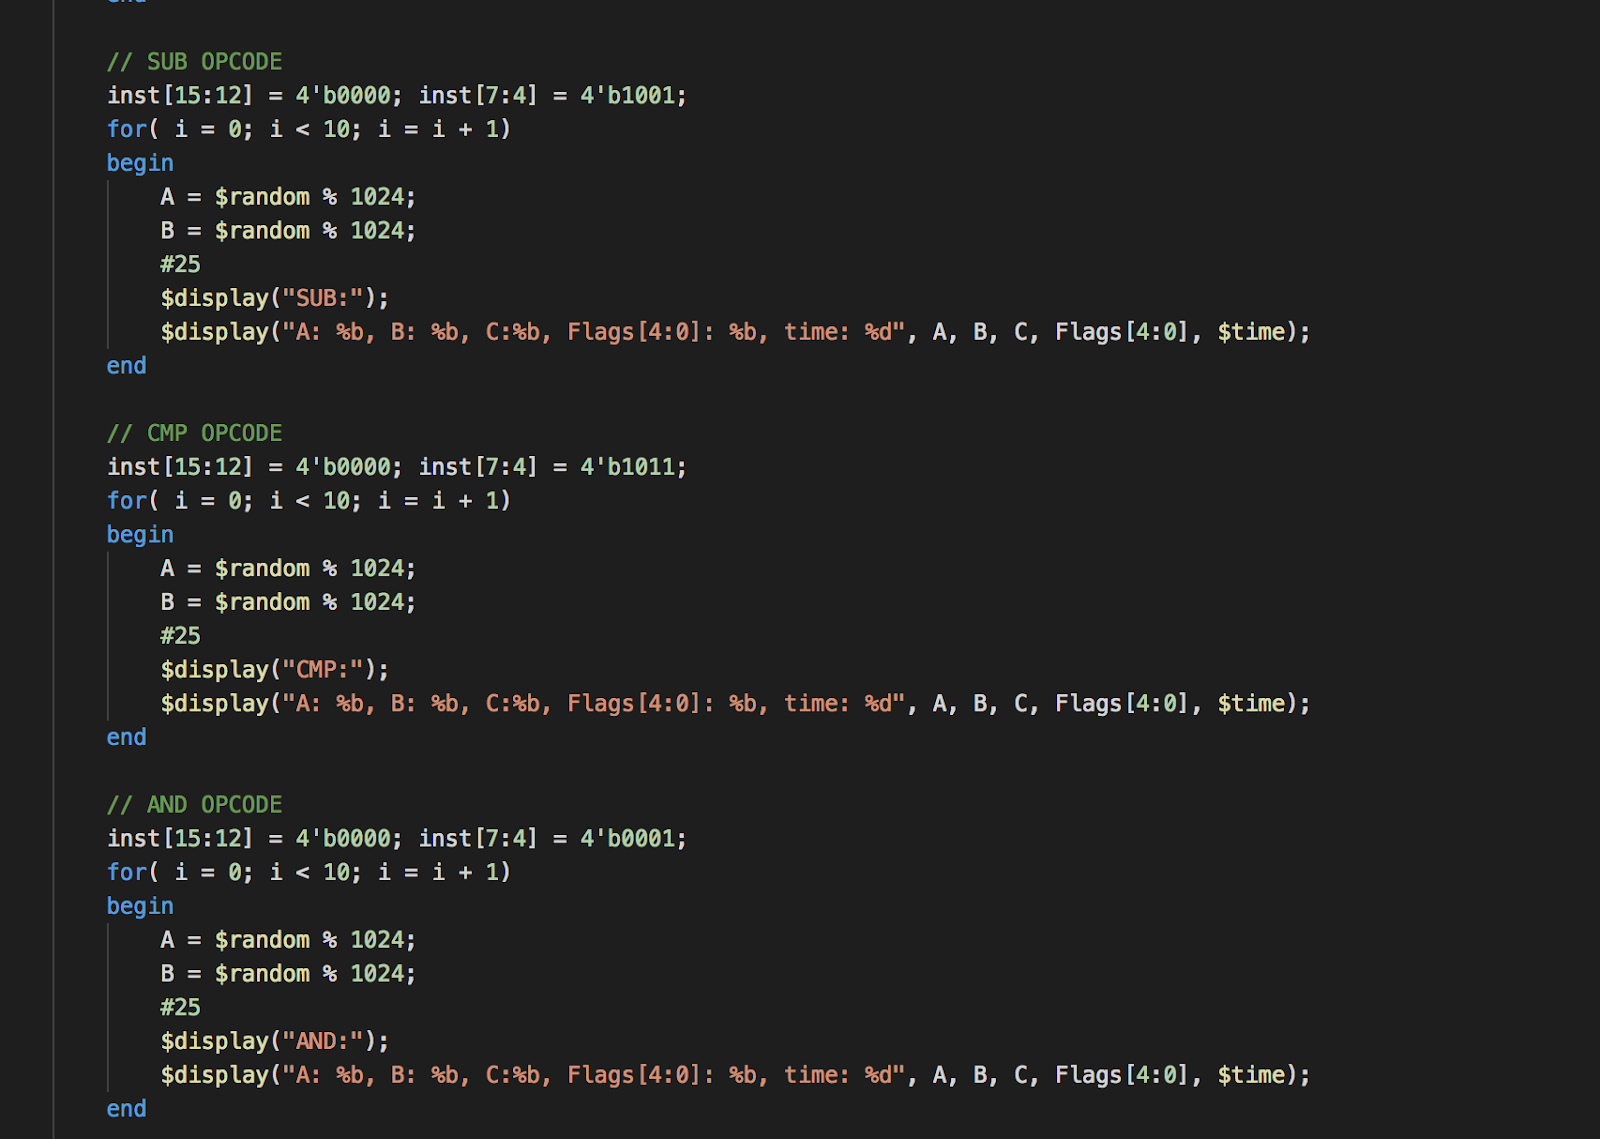 end
// SUB OPCODE
inst[15:12] = 4'b0000; inst[7:4] = 4'b1001;
for( i = 0; i < 10; i = i + 1)
begin
A = $random % 1024;
B = $random % 1024;
#25
$display("SUB:");
$display("A: %b, B: %b, C:%b, Flags[4:0]: %b, time: %d", A, B, C, Flags[4:0], $time);
end
// CMP OPCODE
inst[15:12] = 4'b0000; inst[7:4] = 4'b1011;
for( i = 0; i < 10; i = i + 1)
begin
A = $random % 1024;
B = $random % 1024;
#25
$display("CMP:");
$display("A: %b, B: %b, C:%b, Flags[4:0]: %b, time: %d", A, B, C, Flags[4:0], $time);
end
// AND OPCODE
inst[15:12] = 4'b0000; inst[7:4] = 4'b0001;
for( i = 0; i < 10; i = i + 1)
begin
A = $random % 1024;
B = $random % 1024;
#25
$display("AND:");
$display("A: %b, B: %b, C:%b, Flags[4:0]: %b, time: %d", A, B, C, Flags[4:0], $time);
end